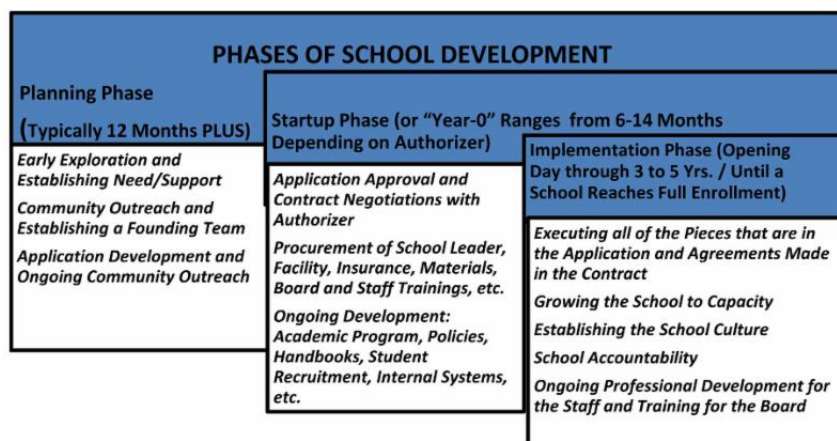 PHASES OF SCHOOL DEVELOPMENT
Planning Phase
(Typically 12 Months PLUS)
Early Exploration and
Establishing Need/Support
Community Outreach and
Establishing a Founding Team
Application Development and
Ongoing Community Outreach
Startup Phase (or “Year-0” Ranges from 6-14 Months
Depending on Authorizer)
Application Approval and
Contract Negotiations with
Authorizer
Procurement of School Leader,
Facility, Insurance, Materials,
Board and Staff Trainings, etc.
Ongoing Development:
Academic Program, Policies,
Handbooks, Student
Recruitment, Internal Systems,
etc.
Implementation Phase (Opening
Day through 3 to 5 Yrs. / Until a
School Reaches Full Enrollment)
Executing all of the Pieces that are in
the Application and Agreements Made
in the Contract
Growing the School to Capacity
Establishing the School Culture
School Accountability
Ongoing Professional Development for
the Staff and Training for the Board